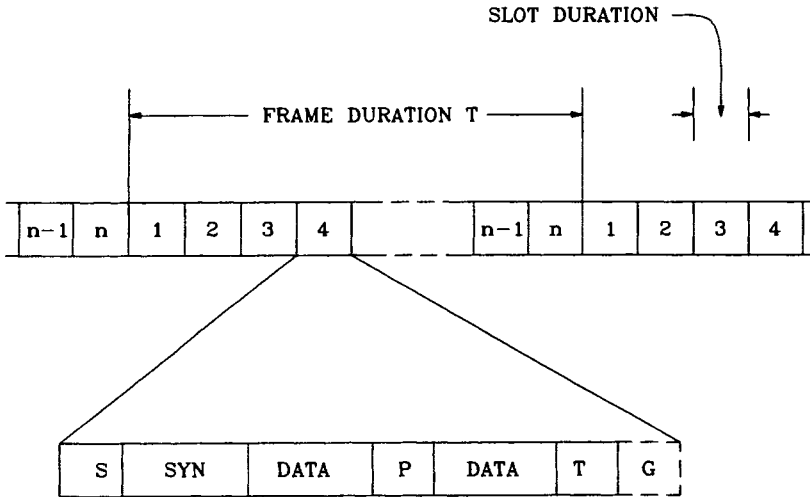 SLOT DURATION
FRAME DURATION T
n-1 n 1 2 3 4 n-1 n 1 2 3 4
S SYN DATA P DATA T G